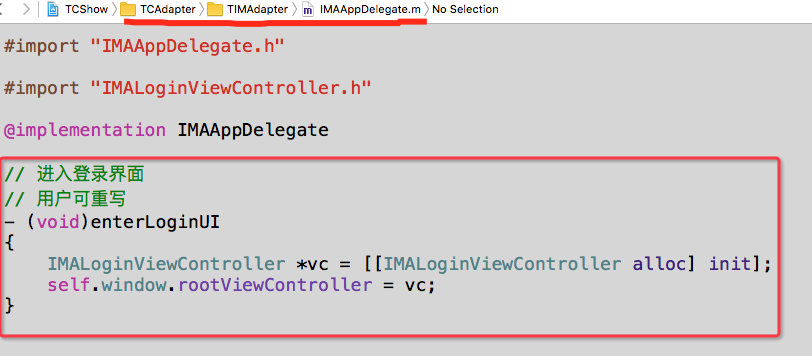 TCShow TCAdapter TIMAdapter m IMAAppDelegate.m No Selection
#import "IMAAppDelegate.h"
#import "IMALoginViewController.h"
@implementation IMAAppDelegate
// 进入登录界面
// 用户可重写
- (void)enterLoginUI
{
IMALoginViewController *vc = [[IMALoginViewController alloc] init];
self.window.rootViewController = vc;
}